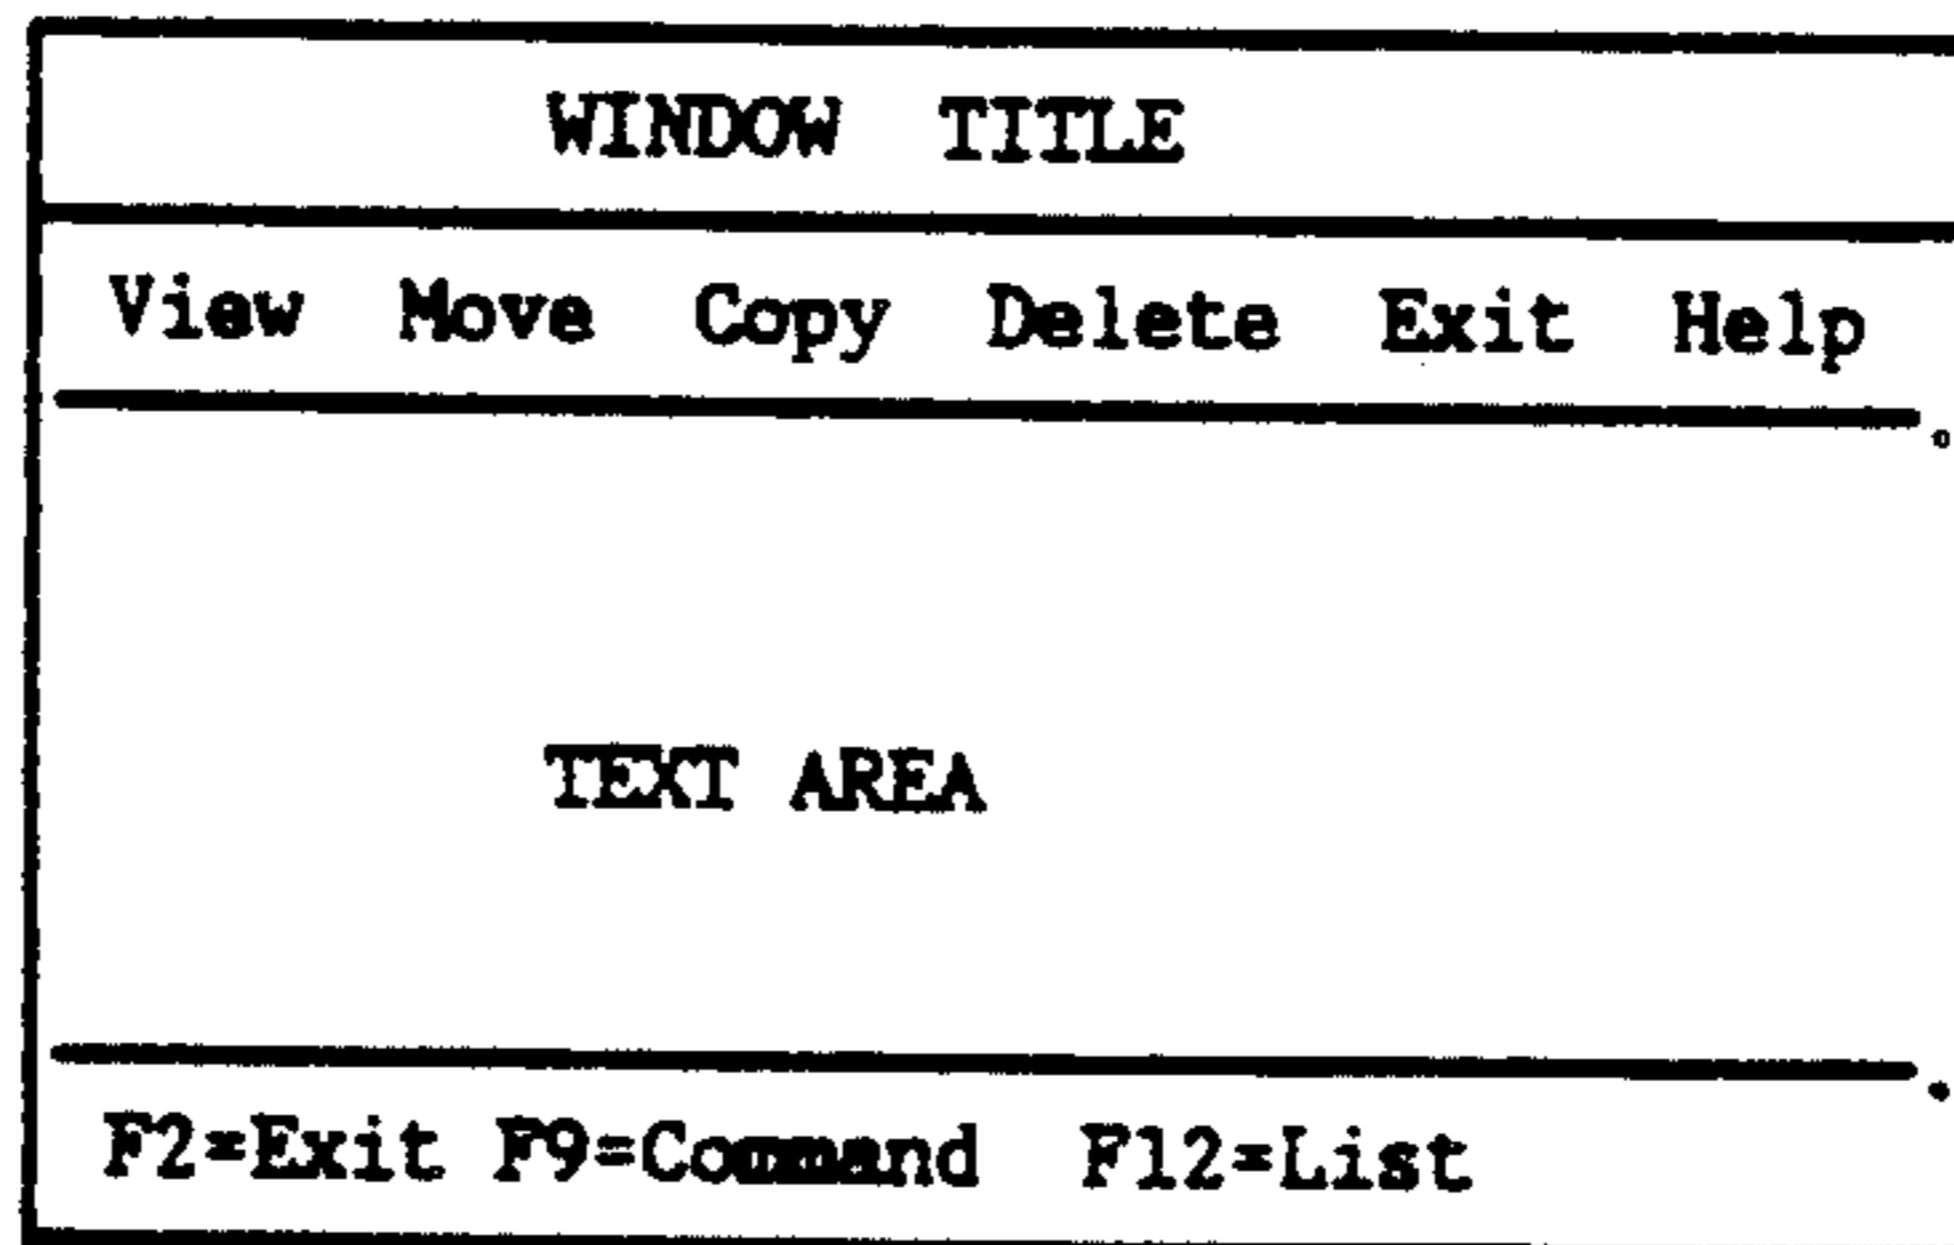 WINDOW TITLE
View Move Copy Delete Exit Help
TEXT AREA
F2=Exit F9=Command F12=List